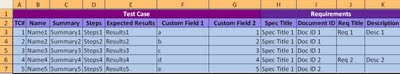 A B C D E F G H I J K
1 Test Case Requirements
2 TC# Name Summary Steps Expected Results Custom Field 1 Custom Field 2 Spec Title Document ID Req Title Description
3 1 Name1 Summary1 Steps1 Results1 a 1 Spec Title 1 Doc ID 1 Req 1 Desc 1
4 2 Name2 Summary2 Steps2 Results2 b 2 Spec Title 1 Doc ID 1
5 3 Name3 Summary3 Steps3 Results3 c 3 Spec Title 1 Doc ID 1
6 4 Name4 Summary4 Steps4 Results4 d 4 Spec Title 1 Doc ID 2 Req 2 Desc 2
7 5 Name5 Summary5 Steps5 Results5 e 5 Spec Title 1 Doc ID 2